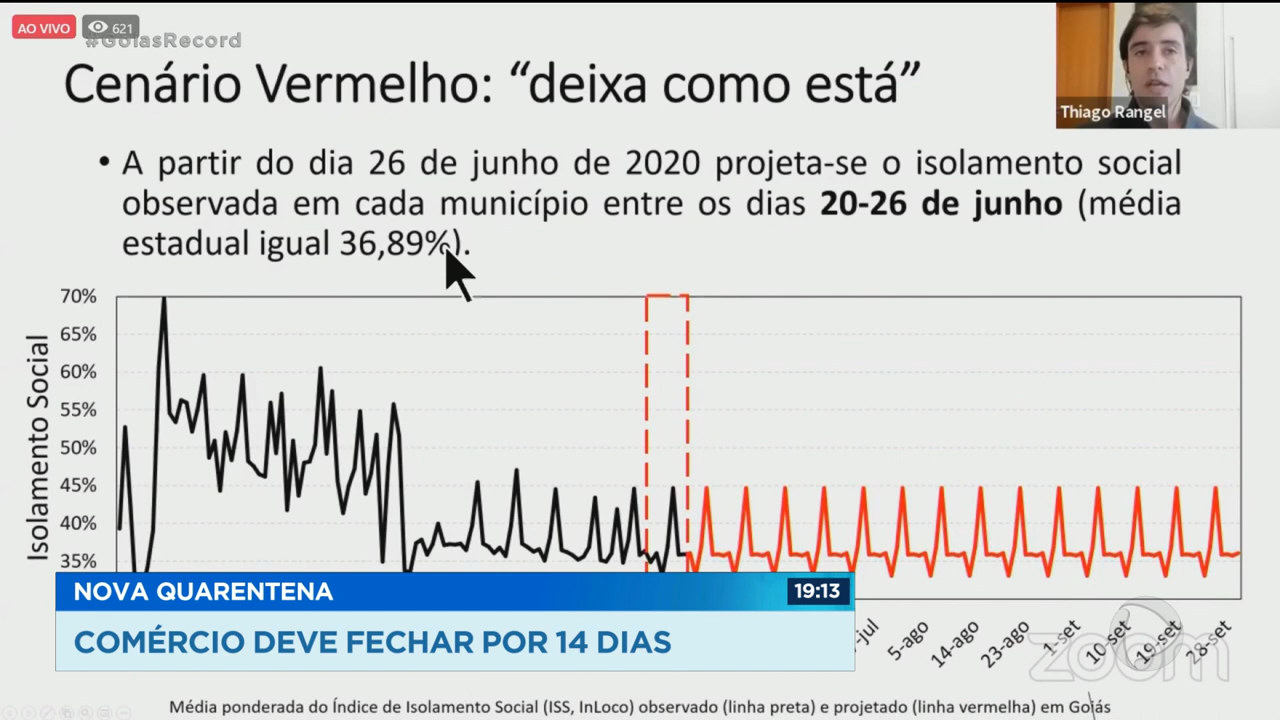 AO VIVO
621
#GoiasRecord
Cenário Vermelho: “deixa como está”
Thiago Rangel
• A partir do dia 26 de junho de 2020 projeta-se o isolamento social
observada em cada município entre os dias 20-26 de junho (média
estadual igual 36,89%).
Isolamento Social
70%
65%
60%
55%
50%
45%
40%
35%
NOVA QUARENTENA
19:13
COMÉRCIO DEVE FECHAR POR 14 DIAS
-jul
5-ago
14-ago
23-ago
1-set
10-set
19-set
28-set
zoom
Média ponderada do Índice de Isolamento Social (ISS, InLoco) observado (linha preta) e projetado (linha vermelha) em Goiás